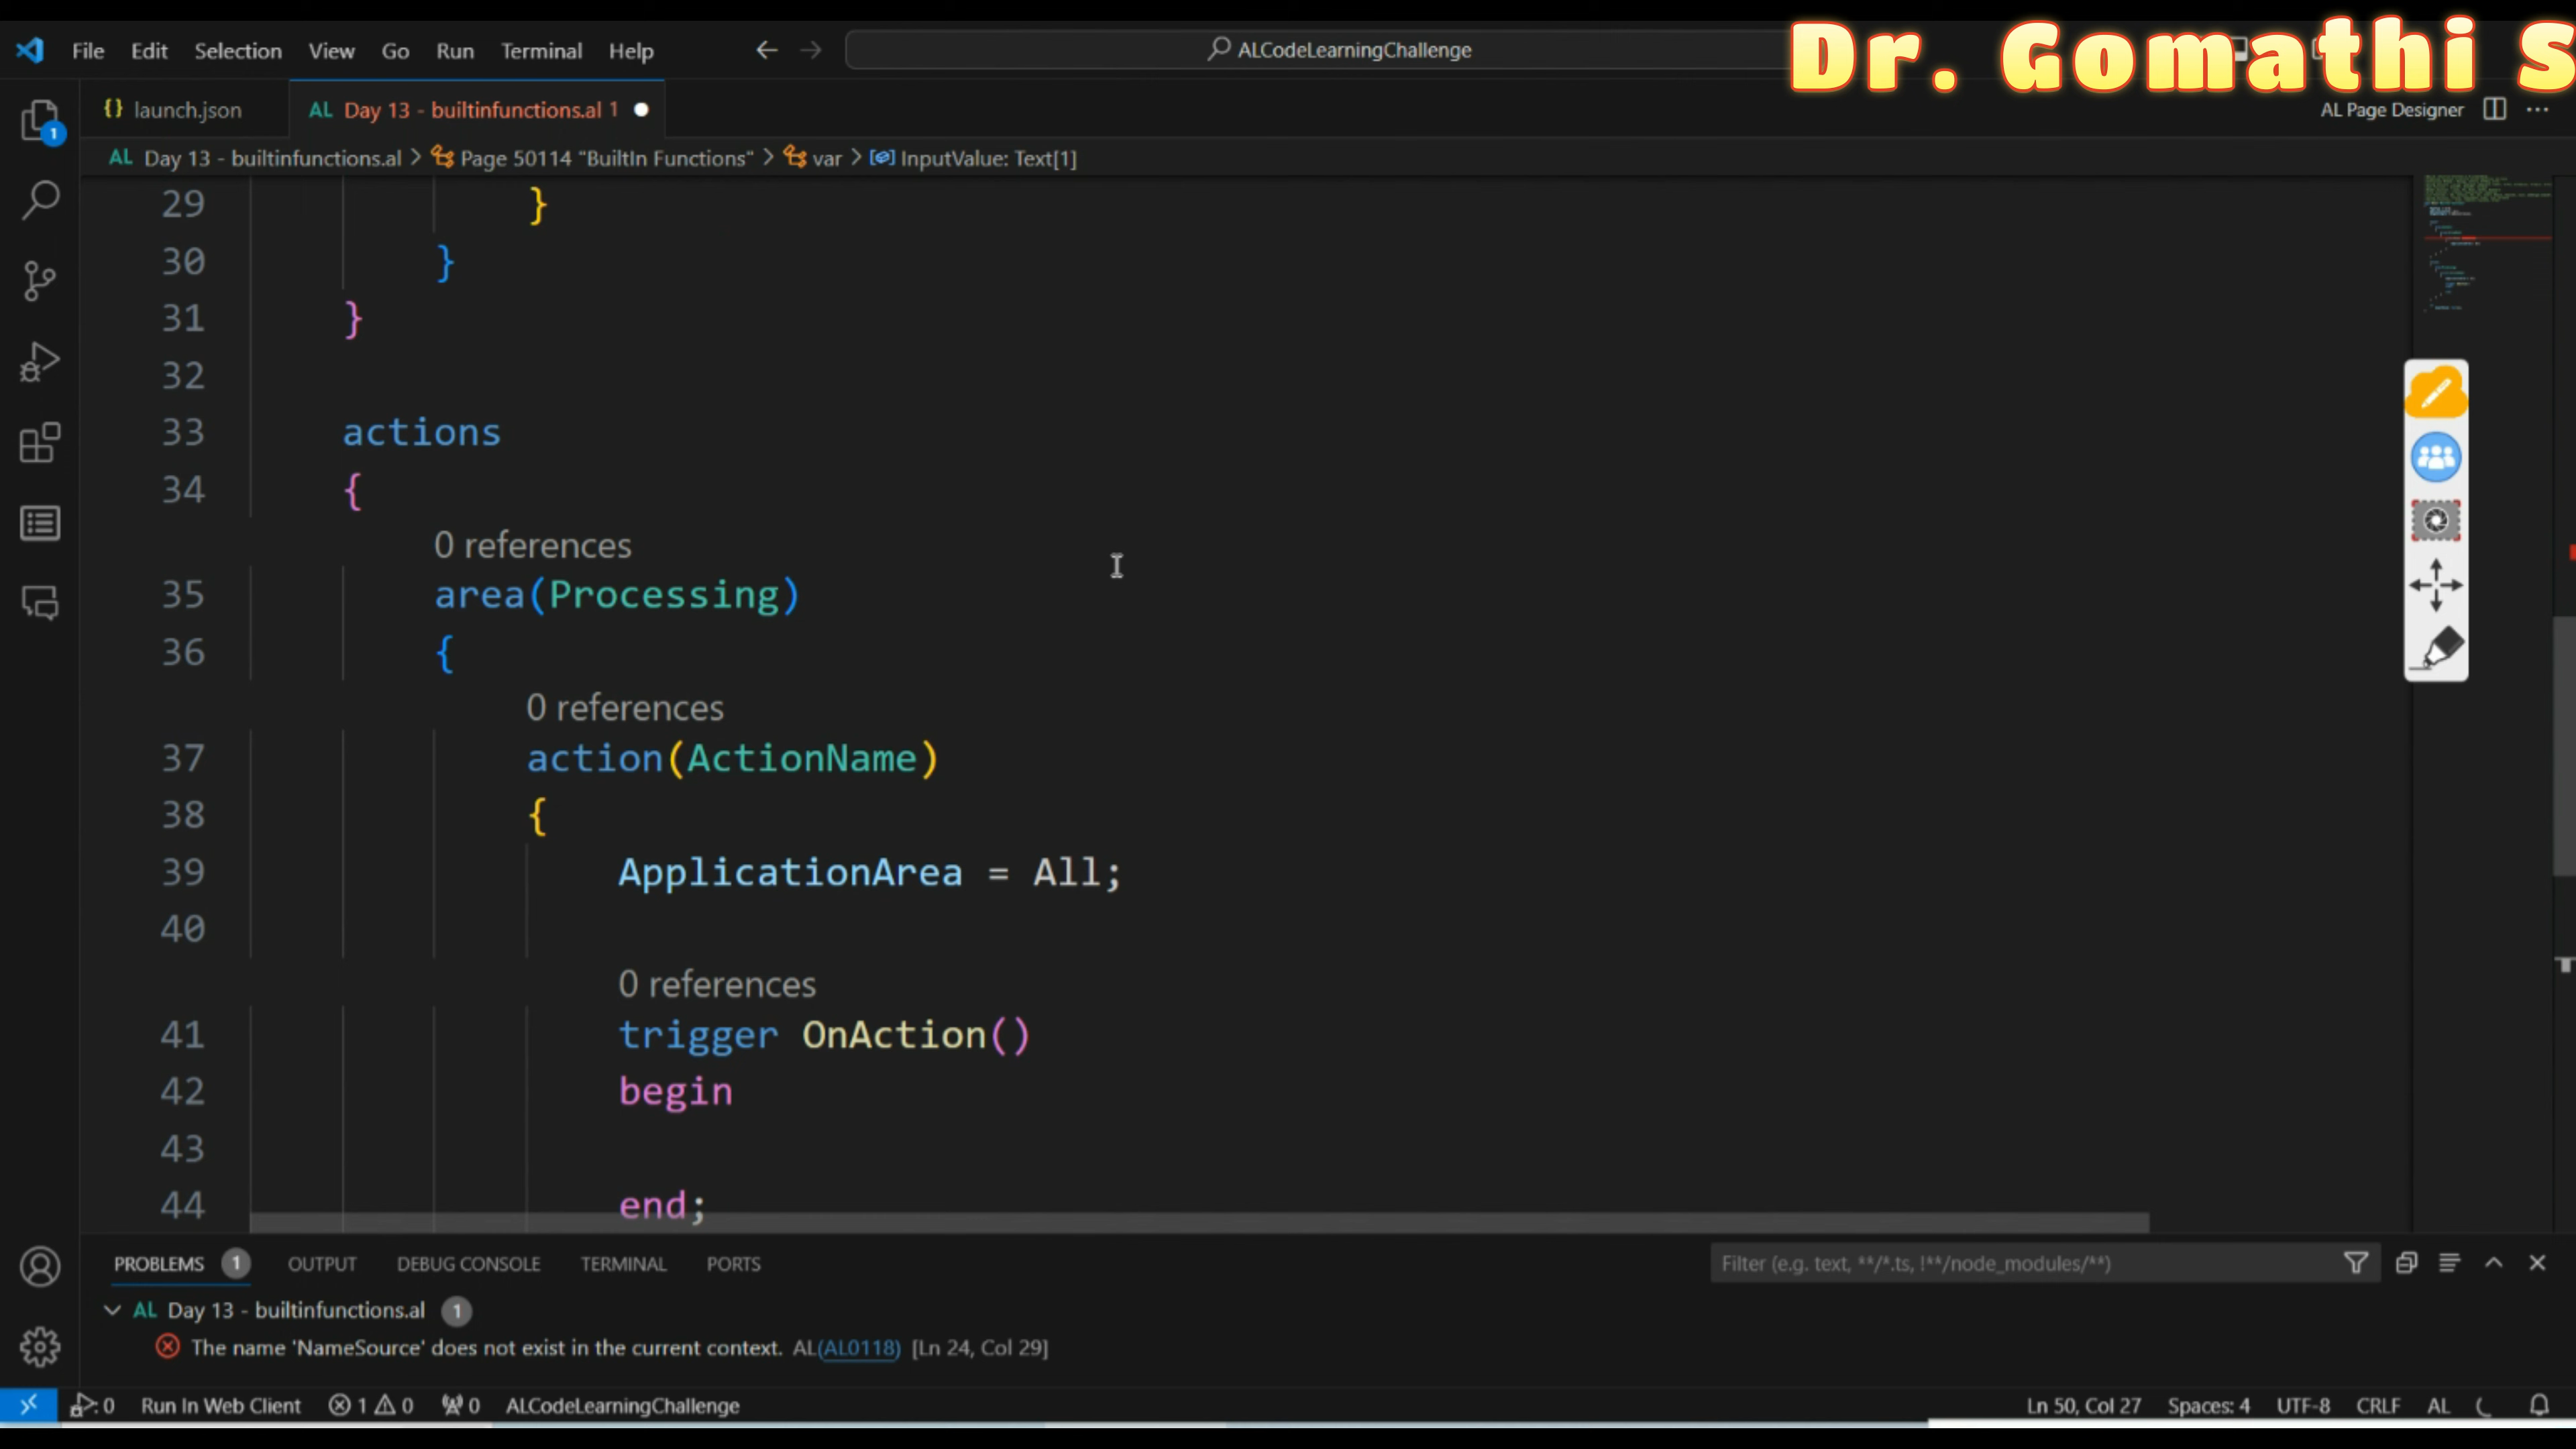 Dr. Gomathi S
File Edit Selection View Go Run Terminal Help
ALCodeLearningChallenge
{} launch.json
AL Day 13 - builtinfunctions.al 1
AL Page Designer
AL Day 13 - builtinfunctions.al > Page 50114 "BuiltIn Functions" > var > InputValue: Text[1]
29 }
30 }
31 }
32
33 actions
34 {
0 references
35 area(Processing)
36 {
0 references
37 action(ActionName)
38 {
39 ApplicationArea = All;
40
0 references
41 trigger OnAction()
42 begin
43
44 end;
PROBLEMS 1 OUTPUT DEBUG CONSOLE TERMINAL PORTS
Filter (e.g. text, **/*.ts, !**/node_modules/**)
AL Day 13 - builtinfunctions.al 1
The name 'NameSource' does not exist in the current context. AL(AL0118) [Ln 24, Col 29]
: 0 Run In Web Client 1 0 0 ALCodeLearningChallenge
Ln 50, Col 27 Spaces: 4 UTF-8 CRLF AL